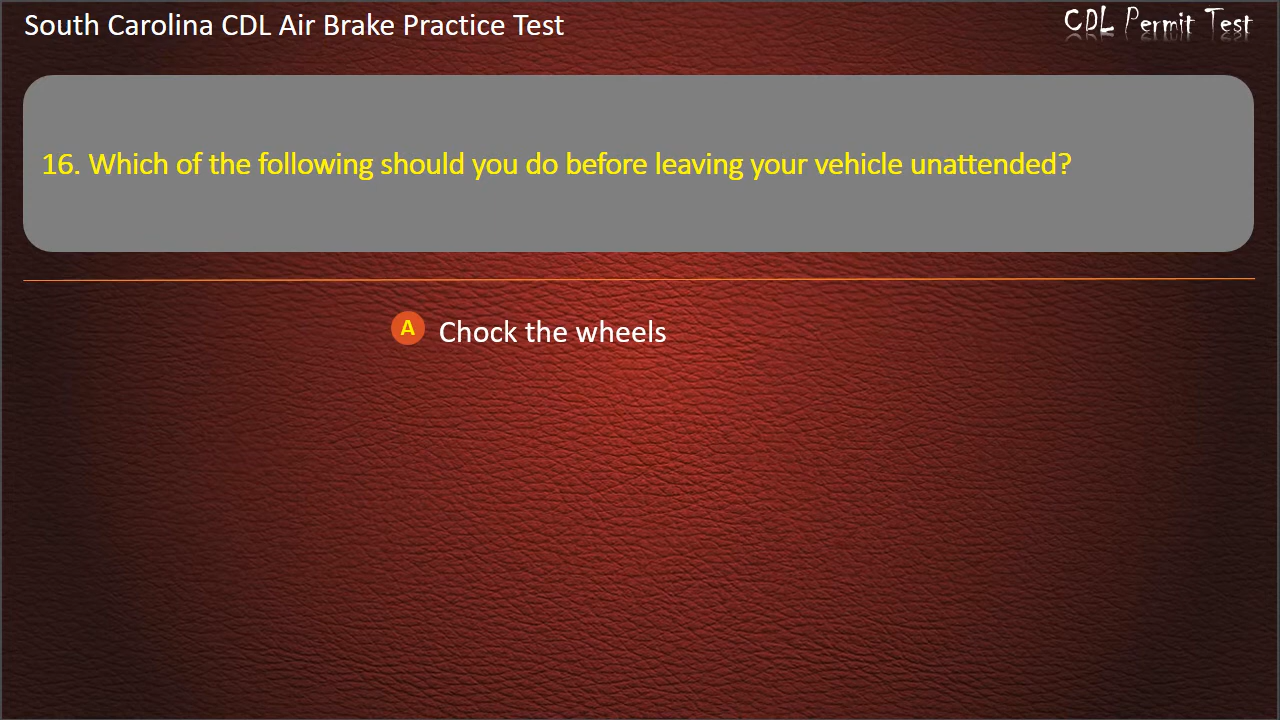 South Carolina CDL Air Brake Practice Test
CDL Permit Test
16. Which of the following should you do before leaving your vehicle unattended?
A Chock the wheels